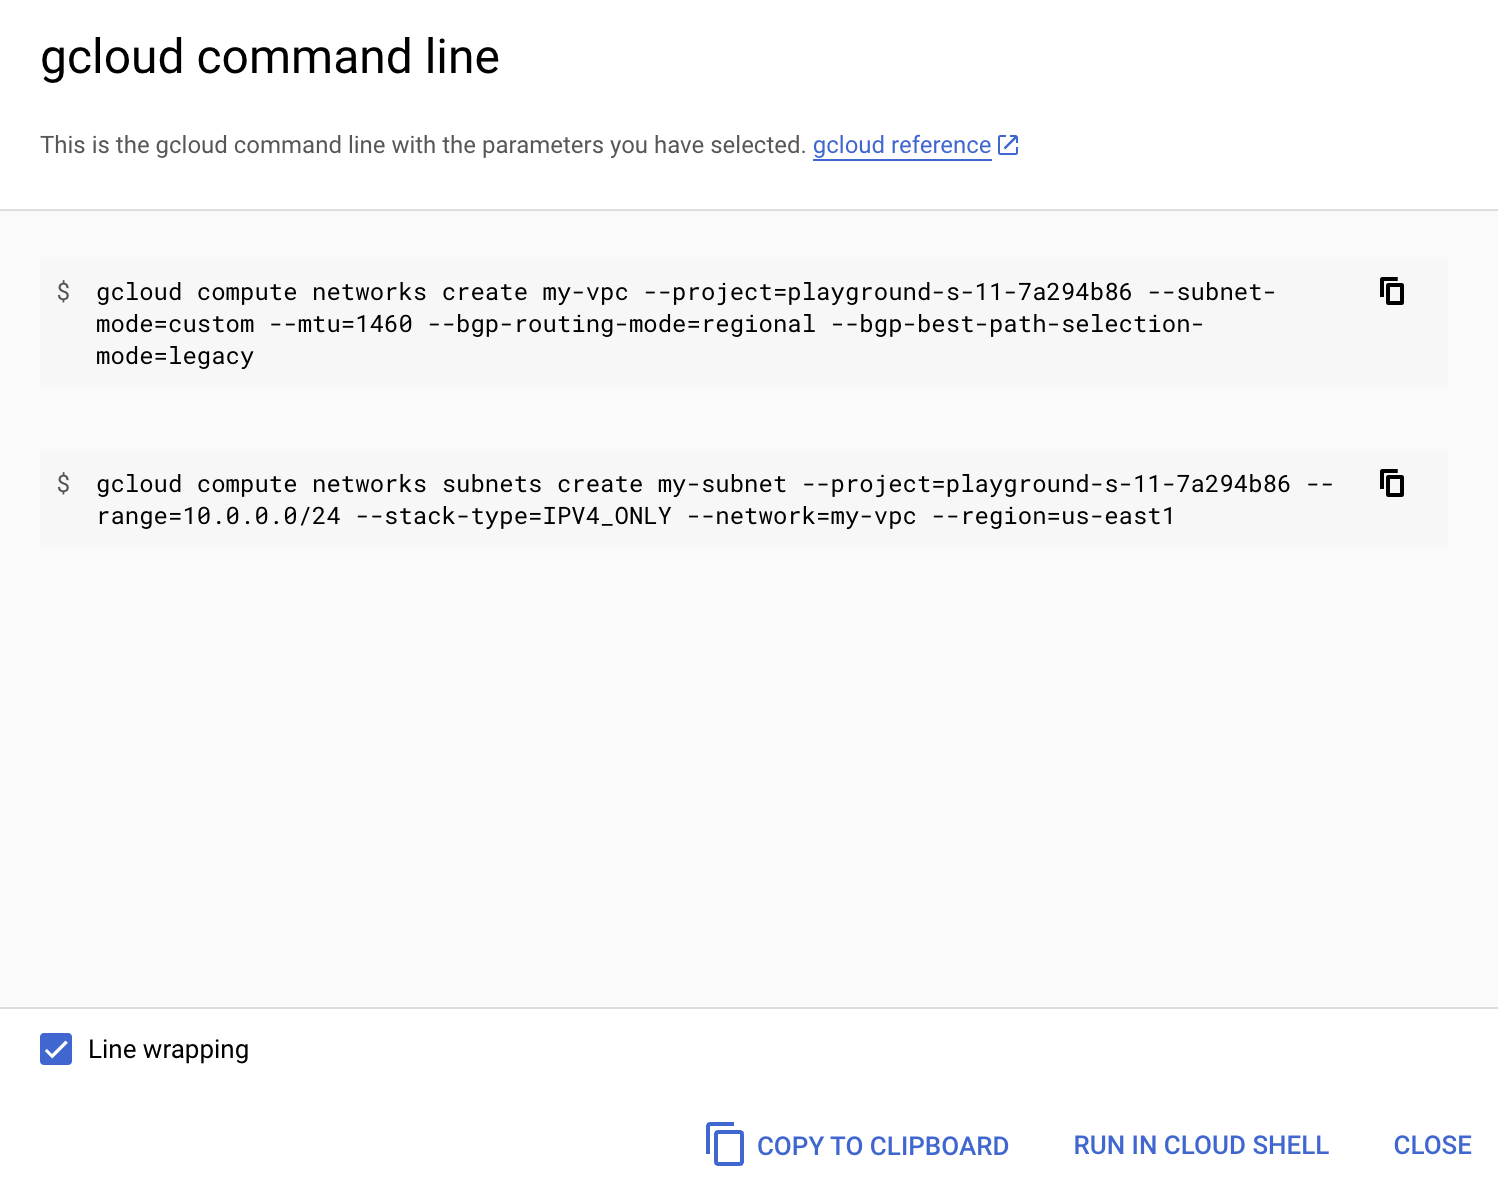 gcloud command line
This is the gcloud command line with the parameters you have selected. gcloud reference
$ gcloud compute networks create my-vpc --project=playground-s-11-7a294b86 --subnet-
mode=custom --mtu=1460 --bgp-routing-mode=regional --bgp-best-path-selection-
mode=legacy
$ gcloud compute networks subnets create my-subnet --project=playground-s-11-7a294b86 --
range=10.0.0.0/24 --stack-type=IPV4_ONLY --network=my-vpc --region=us-east1
Line wrapping
COPY TO CLIPBOARD RUN IN CLOUD SHELL CLOSE